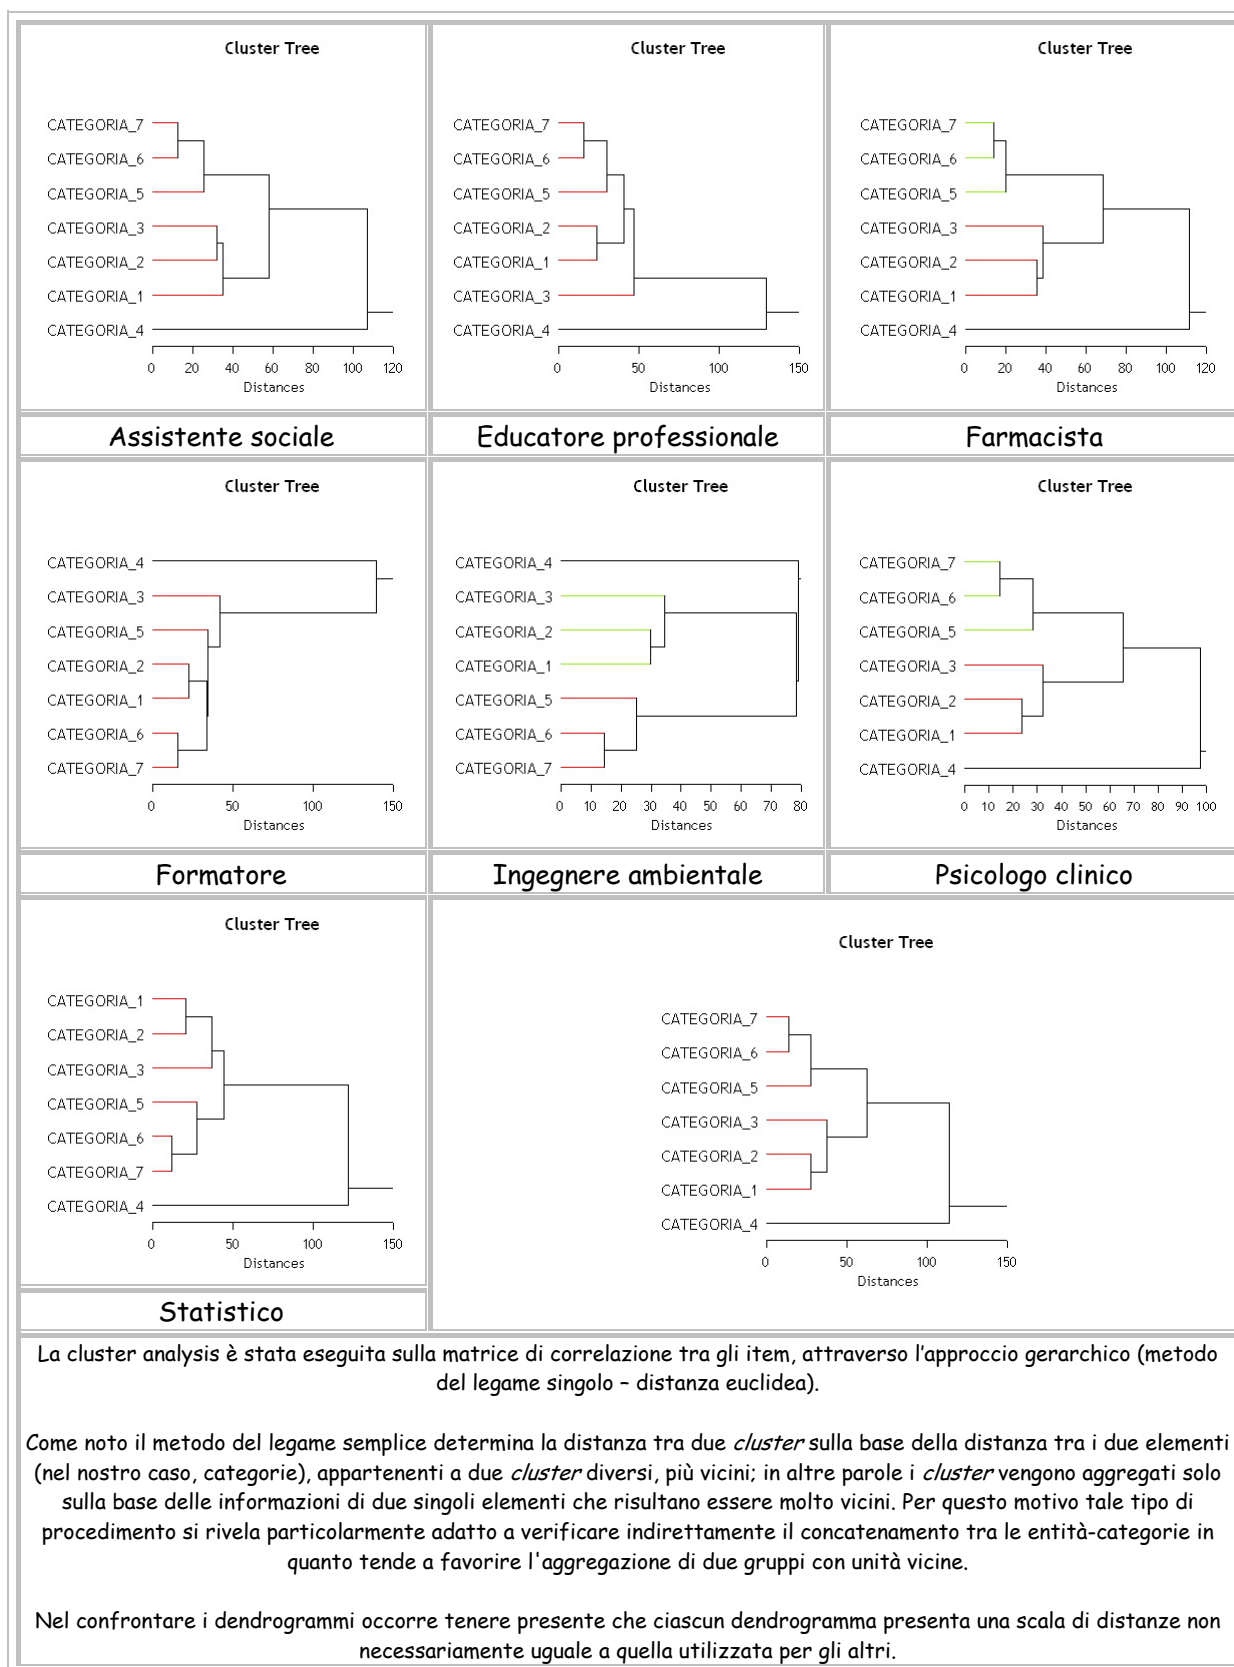 Cluster Tree
CATEGORIA_7
CATEGORIA_6
CATEGORIA_5
CATEGORIA_3
CATEGORIA_2
CATEGORIA_1
CATEGORIA_4
0 20 40 60 80 100 120
Distances
Assistente sociale
Cluster Tree
CATEGORIA_7
CATEGORIA_6
CATEGORIA_5
CATEGORIA_2
CATEGORIA_1
CATEGORIA_3
CATEGORIA_4
0 50 100 150
Distances
Educatore professionale
Cluster Tree
CATEGORIA_7
CATEGORIA_6
CATEGORIA_5
CATEGORIA_3
CATEGORIA_2
CATEGORIA_1
CATEGORIA_4
0 20 40 60 80 100 120
Distances
Farmacista
Cluster Tree
CATEGORIA_4
CATEGORIA_3
CATEGORIA_5
CATEGORIA_2
CATEGORIA_1
CATEGORIA_6
CATEGORIA_7
0 50 100 150
Distances
Formatore
Cluster Tree
CATEGORIA_4
CATEGORIA_3
CATEGORIA_2
CATEGORIA_1
CATEGORIA_5
CATEGORIA_6
CATEGORIA_7
0 10 20 30 40 50 60 70 80
Distances
Ingegnere ambientale
Cluster Tree
CATEGORIA_7
CATEGORIA_6
CATEGORIA_5
CATEGORIA_3
CATEGORIA_2
CATEGORIA_1
CATEGORIA_4
0 10 20 30 40 50 60 70 80 90 100
Distances
Psicologo clinico
Cluster Tree
CATEGORIA_1
CATEGORIA_2
CATEGORIA_3
CATEGORIA_5
CATEGORIA_6
CATEGORIA_7
CATEGORIA_4
0 50 100 150
Distances
Statistico
Cluster Tree
CATEGORIA_7
CATEGORIA_6
CATEGORIA_5
CATEGORIA_3
CATEGORIA_2
CATEGORIA_1
CATEGORIA_4
0 50 100 150
Distances
La cluster analysis è stata eseguita sulla matrice di correlazione tra gli item, attraverso l'approccio gerarchico (metodo
del legame singolo – distanza euclidea).
Come noto il metodo del legame semplice determina la distanza tra due cluster sulla base della distanza tra i due elementi
(nel nostro caso, categorie), appartenenti a due cluster diversi, più vicini; in altre parole i cluster vengono aggregati solo
sulla base delle informazioni di due singoli elementi che risultano essere molto vicini. Per questo motivo tale tipo di
procedimento si rivela particolarmente adatto a verificare indirettamente il concatenamento tra le entità-categorie in
quanto tende a favorire l'aggregazione di due gruppi con unità vicine.
Nel confrontare i dendrogrammi occorre tenere presente che ciascun dendrogramma presenta una scala di distanze non
necessariamente uguale a quella utilizzata per gli altri.